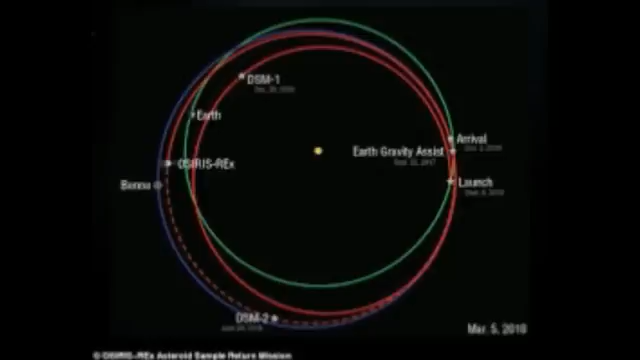 DSM-1
Earth
Arrival
Earth Gravity Assist
OSIRIS-REx
Launch
Bennu
DSM-2
Mar. 5, 2018
© OSIRIS-REx Asteroid Sample Return Mission